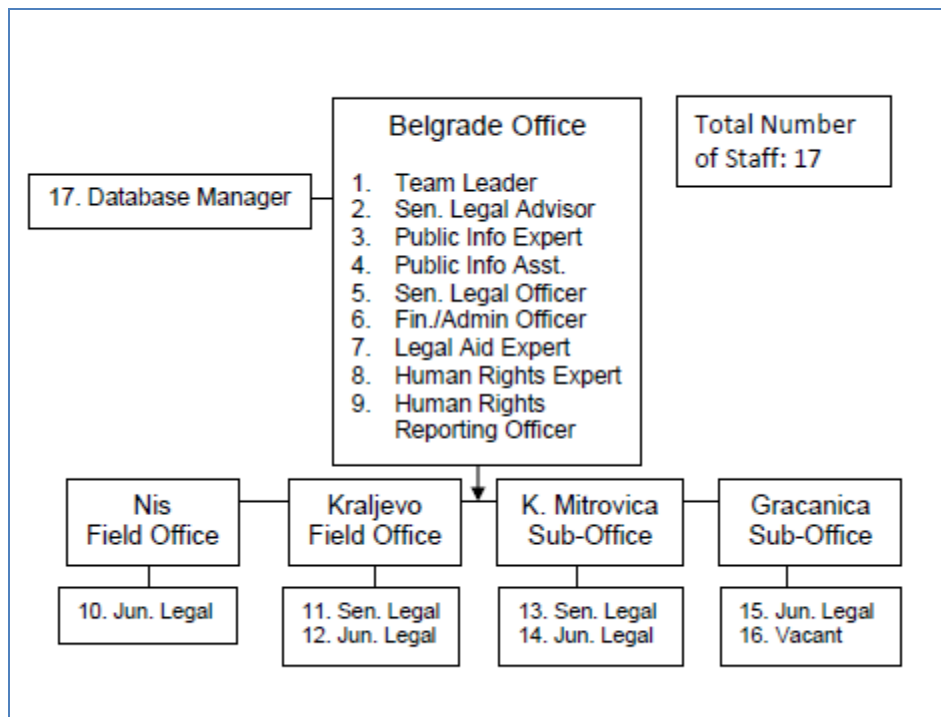 Belgrade Office
1. Team Leader
2. Sen. Legal Advisor
3. Public Info Expert
4. Public Info Asst.
5. Sen. Legal Officer
6. Fin./Admin Officer
7. Legal Aid Expert
8. Human Rights Expert
9. Human Rights
Reporting Officer
Total Number
of Staff: 17
17. Database Manager
Nis
Field Office
Kraljevo
Field Office
K. Mitrovica
Sub-Office
Gracanica
Sub-Office
10. Jun. Legal
11. Sen. Legal
12. Jun. Legal
13. Sen. Legal
14. Jun. Legal
15. Jun. Legal
16. Vacant